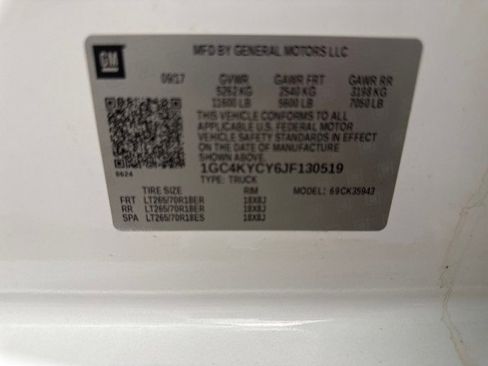 GM
MFD BY GENERAL MOTORS LLC
09/17 GVWR GAWR FRT GAWR RR
5262 KG 2540 KG 3198 KG
11600 LB 5600 LB 7050 LB
THIS VEHICLE CONFORMS TO ALL
APPLICABLE U.S. FEDERAL MOTOR
VEHICLE SAFETY STANDARDS IN EFFECT
ON THE DATE OF MANUFACTURE SHOWN ABOVE.
1GC4KYCY6JF130519
6624 TYPE: TRUCK
TIRE SIZE RIM MODEL: 69CK35943
FRT LT265/70R18ER 18X8J
RR LT265/70R18ER 18X8J
SPA LT265/70R18ES 18X8J